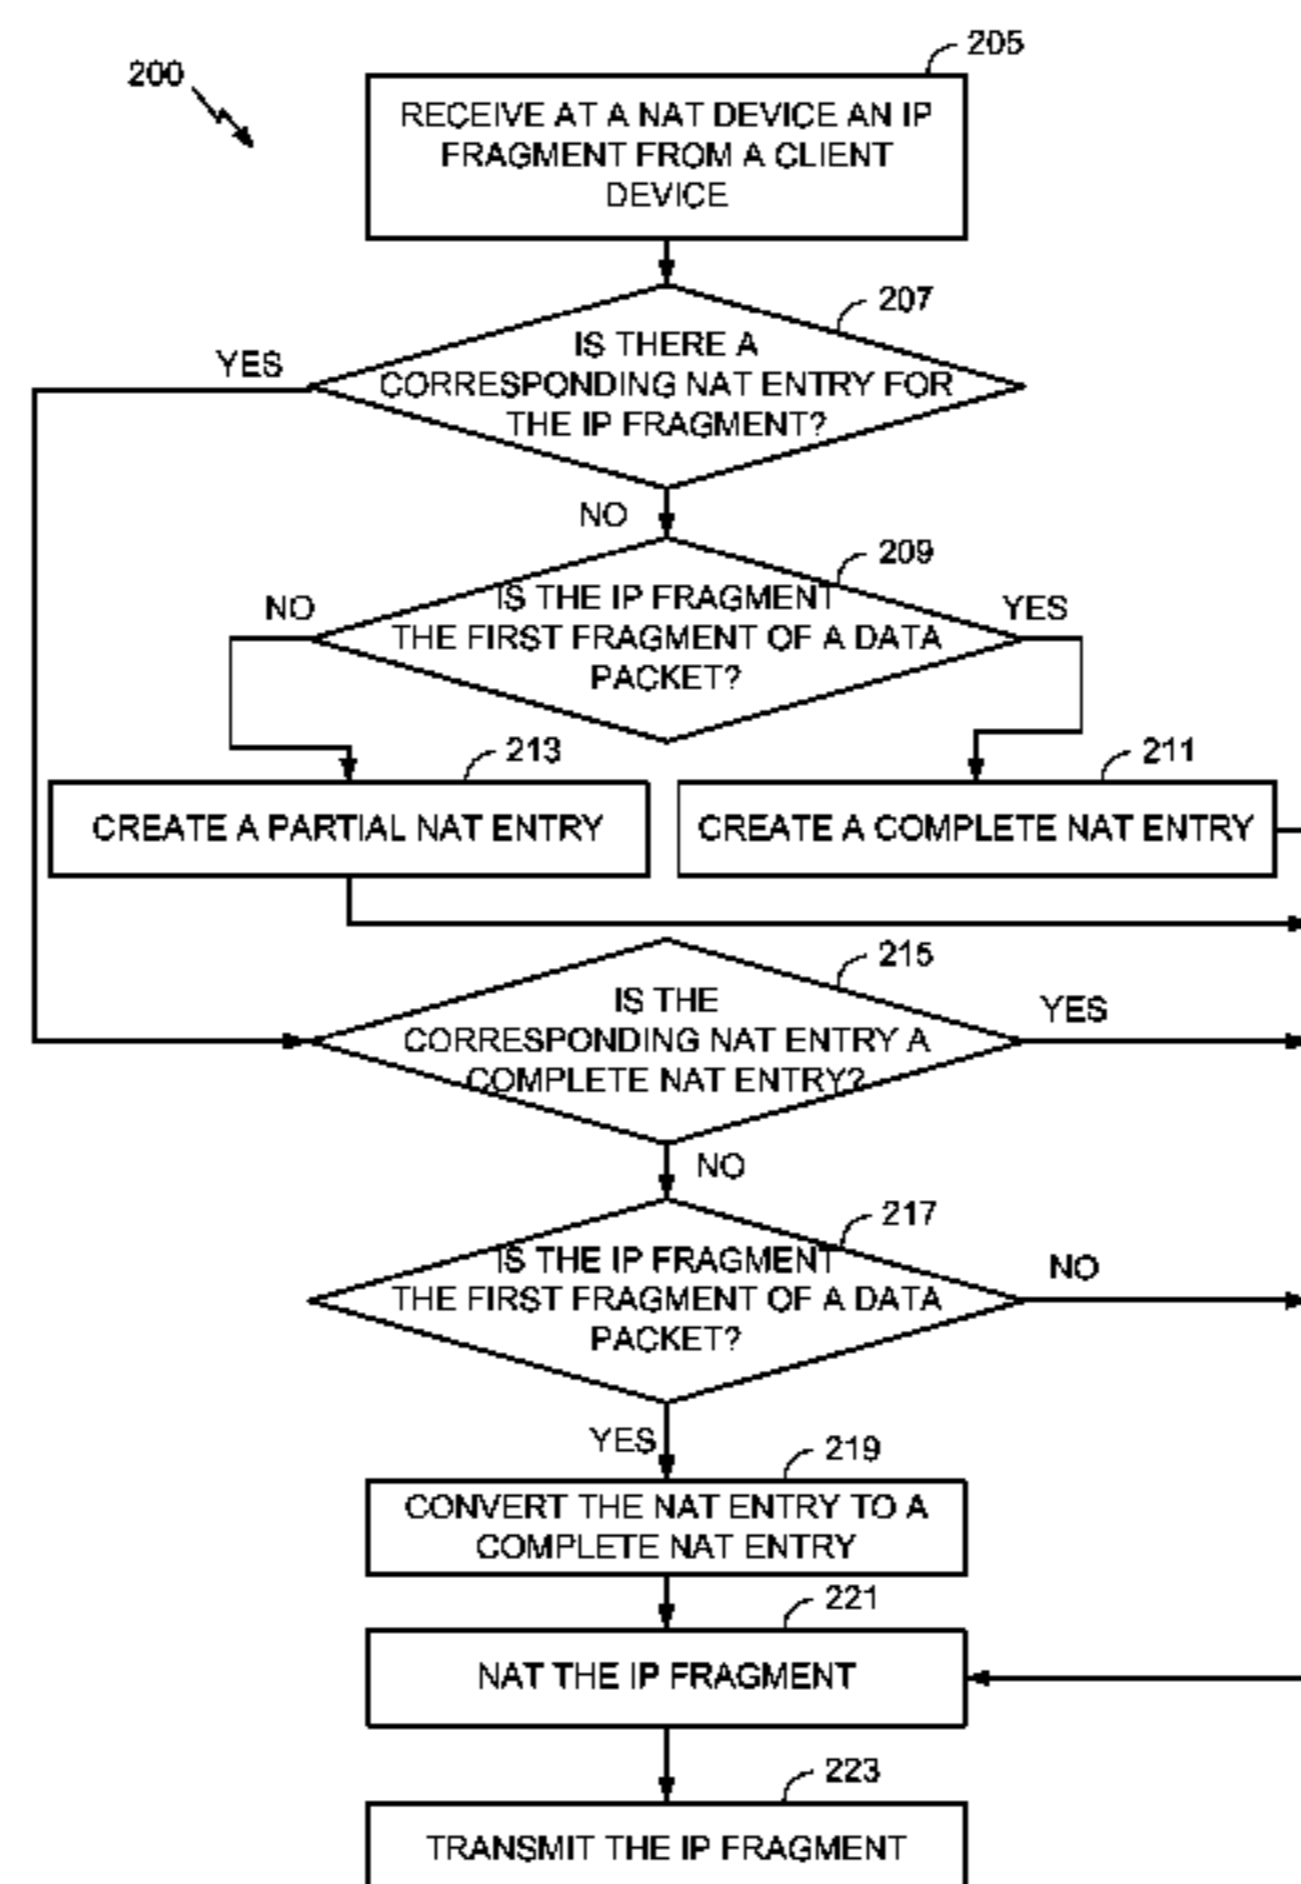 200
205
RECEIVE AT A NAT DEVICE AN IP
FRAGMENT FROM A CLIENT
DEVICE
207
YES
IS THERE A
CORRESPONDING NAT ENTRY FOR
THE IP FRAGMENT?
NO
209
NO
IS THE IP FRAGMENT
YES
THE FIRST FRAGMENT OF A DATA
PACKET?
213
211
CREATE A PARTIAL NAT ENTRY
CREATE A COMPLETE NAT ENTRY
215
IS THE
YES
CORRESPONDING NAT ENTRY A
COMPLETE NAT ENTRY?
NO
217
IS THE IP FRAGMENT
NO
THE FIRST FRAGMENT OF A DATA
PACKET?
YES
219
CONVERT THE NAT ENTRY TO A
COMPLETE NAT ENTRY
221
NAT THE IP FRAGMENT
223
TRANSMIT THE IP FRAGMENT